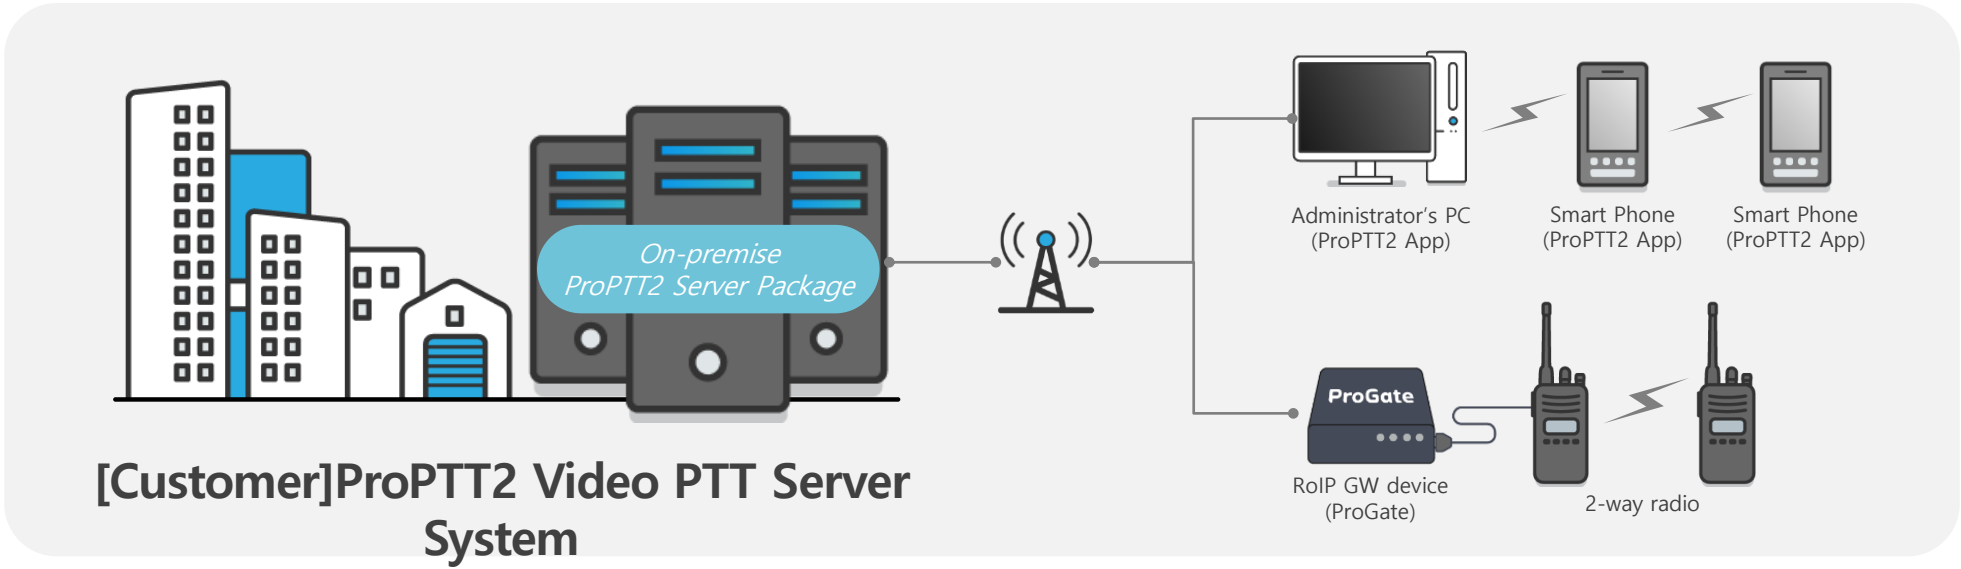 On-premise
ProPTT2 Server Package
[Customer]ProPTT2 Video PTT Server
System
Administrator's PC
(ProPTT2 App)
Smart Phone
(ProPTT2 App)
Smart Phone
(ProPTT2 App)
ProGate
RoIP GW device
(ProGate)
2-way radio